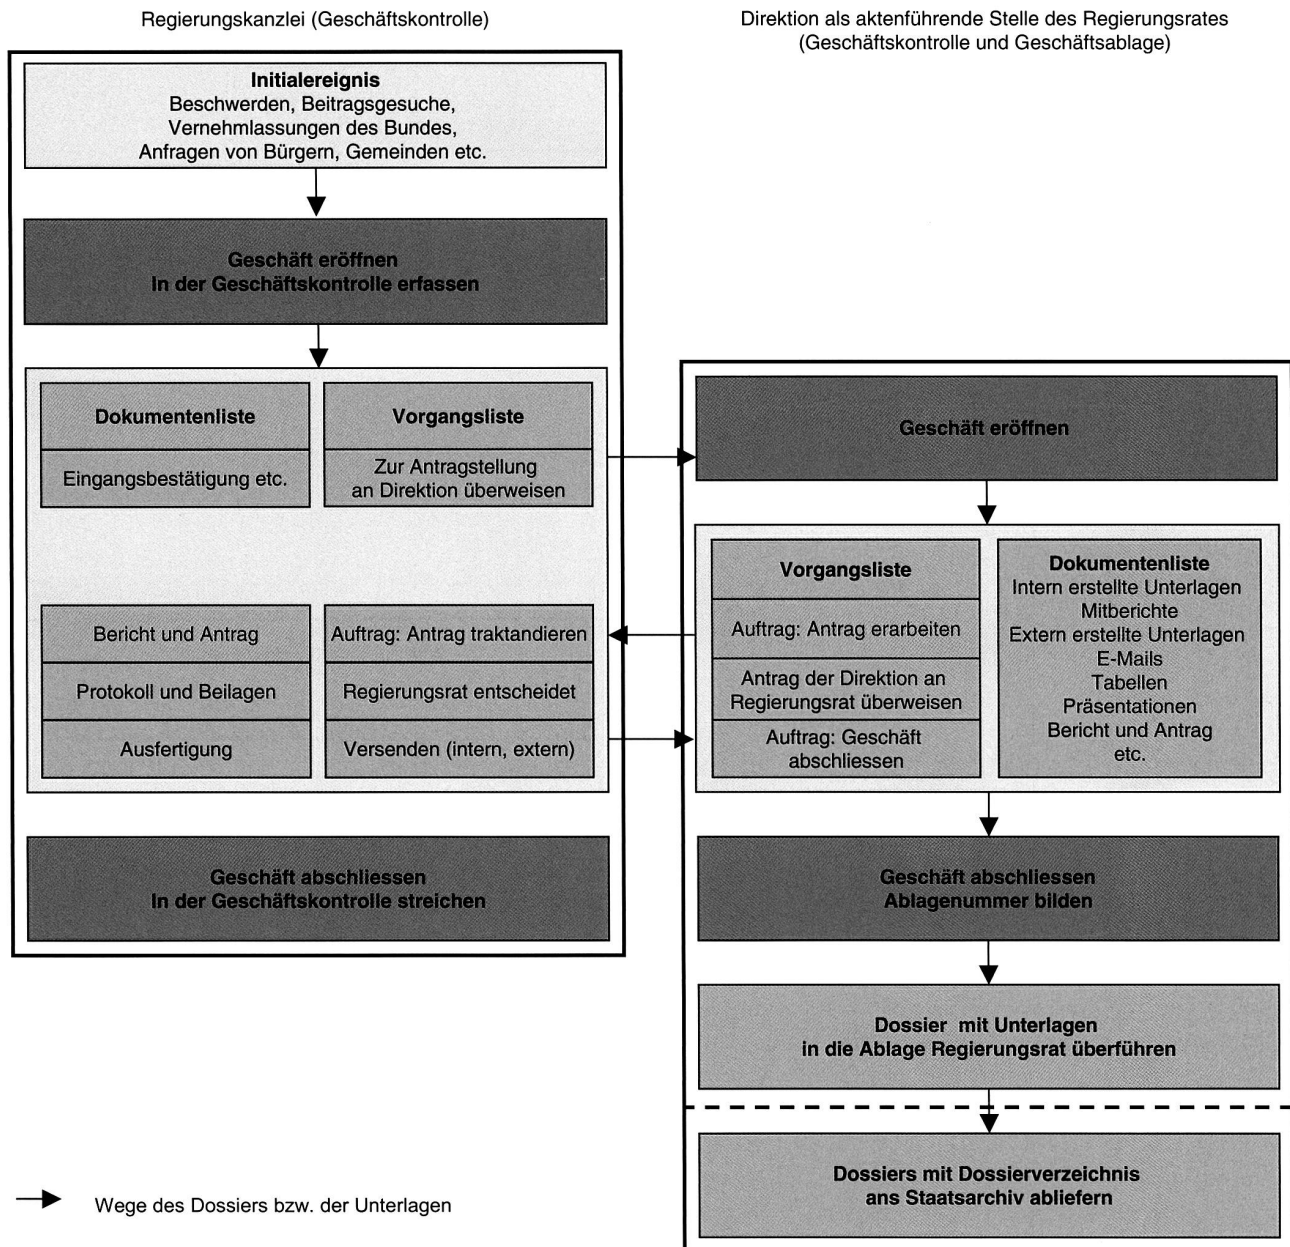 Regierungskanzlei (Geschäftskontrolle)
Direktion als aktenführende Stelle des Regierungsrates
(Geschäftskontrolle und Geschäftsablage)
Initialereignis
Beschwerden, Beitragsgesuche,
Vernehmlassungen des Bundes,
Anfragen von Bürgern, Gemeinden etc.
Geschäft eröffnen
In der Geschäftskontrolle erfassen
Dokumentenliste
Eingangsbestätigung etc.
Vorgangsliste
Zur Antragstellung
an Direktion überweisen
Bericht und Antrag
Auftrag: Antrag traktandieren
Protokoll und Beilagen
Regierungsrat entscheidet
Ausfertigung
Versenden (intern, extern)
Geschäft abschliessen
In der Geschäftskontrolle streichen
Geschäft eröffnen
Vorgangsliste
Auftrag: Antrag erarbeiten
Antrag der Direktion an
Regierungsrat überweisen
Auftrag: Geschäft
abschliessen
Dokumentenliste
Intern erstellte Unterlagen
Mitberichte
Extern erstellte Unterlagen
E-Mails
Tabellen
Präsentationen
Bericht und Antrag
etc.
Geschäft abschliessen
Ablagenummer bilden
Dossier mit Unterlagen
in die Ablage Regierungsrat überführen
Dossiers mit Dossierverzeichnis
ans Staatsarchiv abliefern
Wege des Dossiers bzw. der Unterlagen